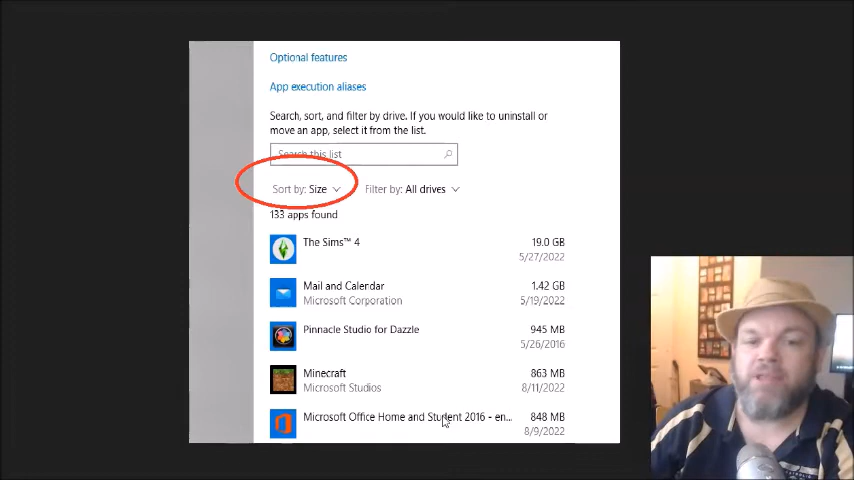 Optional features
App execution aliases
Search, sort, and filter by drive. If you would like to uninstall or
move an app, select it from the list.
Search this list
Sort by: Size
Filter by: All drives
133 apps found
The Sims™ 4
19.0 GB
5/27/2022
Mail and Calendar
1.42 GB
Microsoft Corporation
5/19/2022
Pinnacle Studio for Dazzle
945 MB
5/26/2016
Minecraft
863 MB
Microsoft Studios
8/11/2022
Microsoft Office Home and Student 2016 - en...
848 MB
8/9/2022